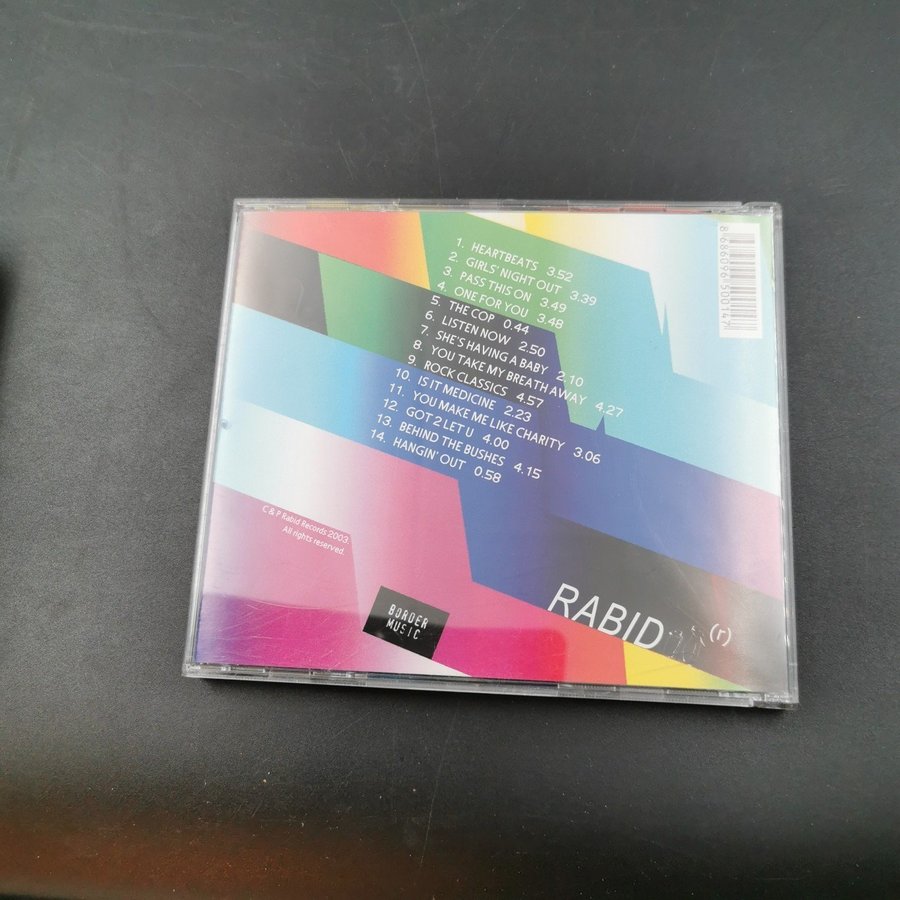 1. HEARTBEATS 3.52
2. GIRLS' NIGHT OUT 3.39
3. PASS THIS ON 3.49
4. ONE FOR YOU 3.48
5. THE COP 0.44
6. LISTEN NOW 2.50
7. SHE'S HAVING A BABY 2.10
8. YOU TAKE MY BREATH AWAY 4.27
9. ROCK CLASSICS 4.57
10. IS IT MEDICINE 2.23
11. YOU MAKE ME LIKE CHARITY 3.06
12. GOT 2 LET U 4.00
13. BEHIND THE BUSHES 4.15
14. HANGIN' OUT 0.58
8686096500147
C & P Rabid Records 2003.
All rights reserved.
BORDER
MUSIC
RABID (r)